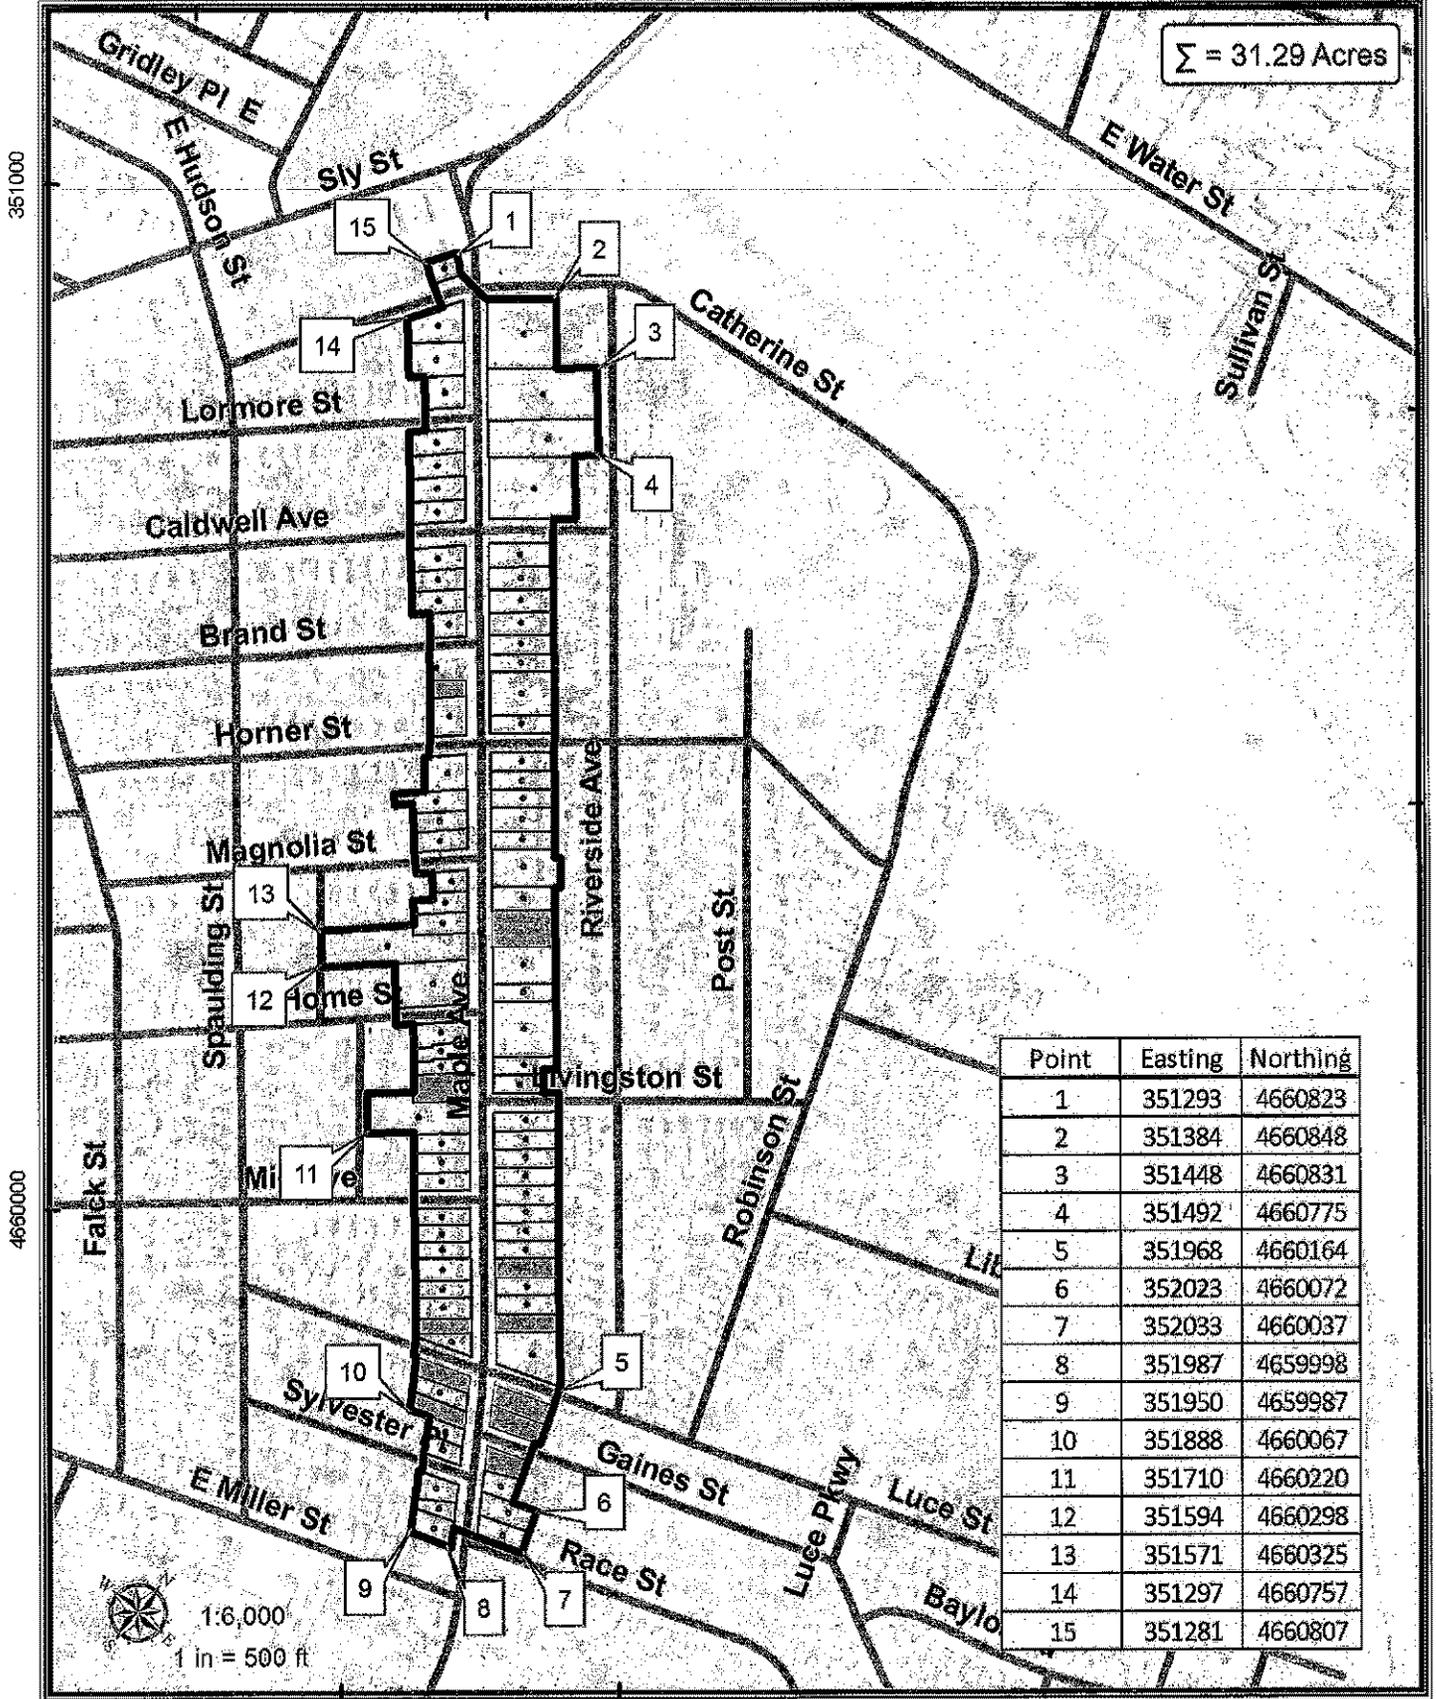 ∑ = 31.29 Acres
Gridley Pl E
E Hudson St
Sly St
E Water St
351000
15
1
2
Sullivan St
14
3
Catherine St
Lormore St
4
Caldwell Ave
Brand St
Horner St
Riverside Ave
Magnolia St
13
Spaulding St
Post St
12
Home S
Maple Ave
Livingston St
Robinson St
11
Falck St
4660000
Lib
5
10
Sylvester Pl
Gaines St
Luce Pkwy
Luce St
E Miller St
6
Race St
9
8
7
Baylo
N
W
S
E
1:6,000
1 in = 500 ft
Point Easting Northing
1 351293 4660823
2 351384 4660848
3 351448 4660831
4 351492 4660775
5 351968 4660164
6 352023 4660072
7 352033 4660037
8 351987 4659998
9 351950 4659987
10 351888 4660067
11 351710 4660220
12 351594 4660298
13 351571 4660325
14 351297 4660757
15 351281 4660807